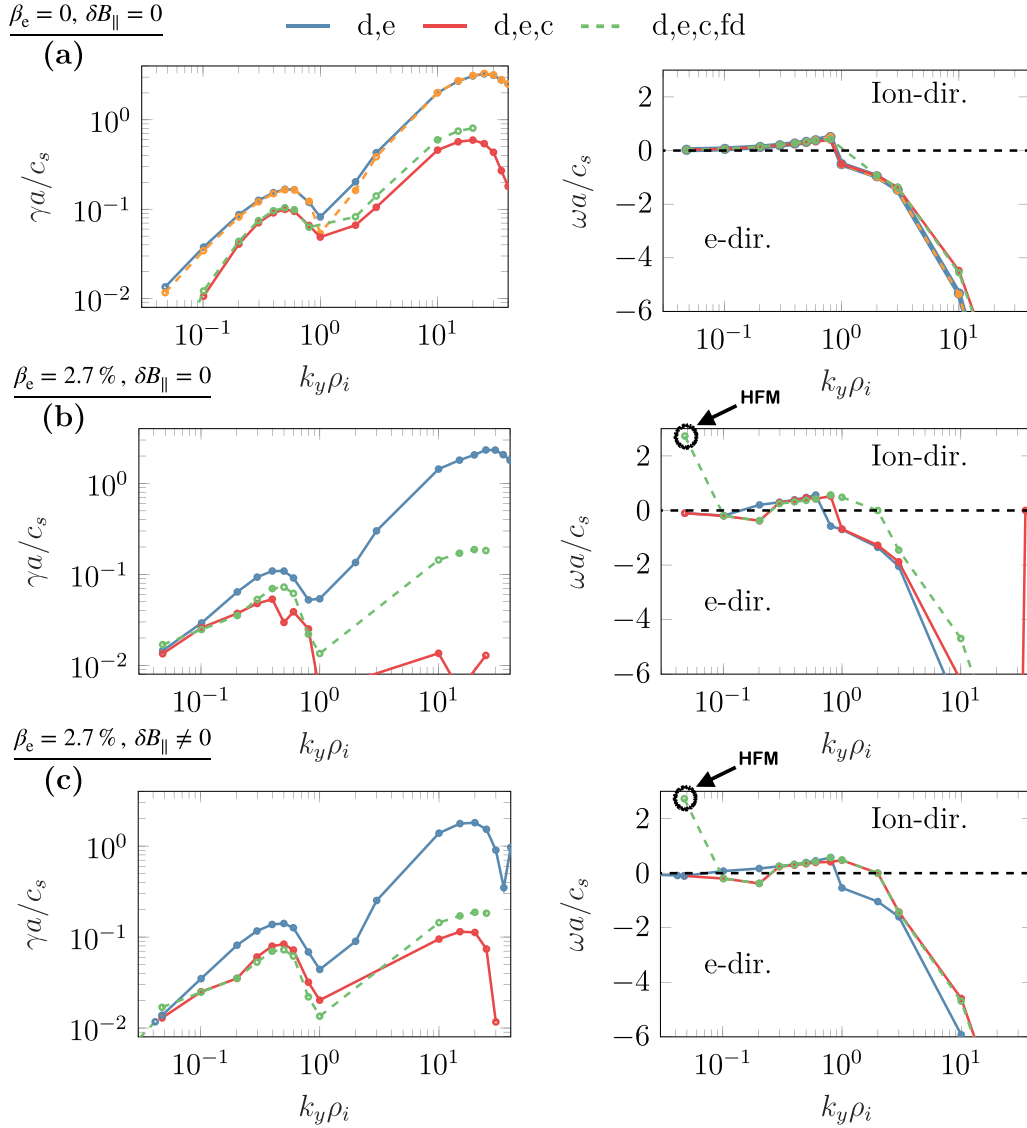 β_e = 0, δB_∥ = 0
d,e d,e,c d,e,c,fd
(a)
γa/c_s
10^0
10^{-1}
10^{-2}
10^{-1} 10^0 10^1
k_yρ_i
ωa/c_s
2
0
−2
−4
−6
Ion-dir.
e-dir.
10^{-1} 10^0 10^1
k_yρ_i
β_e = 2.7 % , δB_∥ = 0
(b)
γa/c_s
10^0
10^{-1}
10^{-2}
10^{-1} 10^0 10^1
k_yρ_i
HFM
ωa/c_s
2
0
−2
−4
−6
Ion-dir.
e-dir.
10^{-1} 10^0 10^1
k_yρ_i
β_e = 2.7 % , δB_∥ ≠ 0
(c)
γa/c_s
10^0
10^{-1}
10^{-2}
10^{-1} 10^0 10^1
k_yρ_i
HFM
ωa/c_s
2
0
−2
−4
−6
Ion-dir.
e-dir.
10^{-1} 10^0 10^1
k_yρ_i